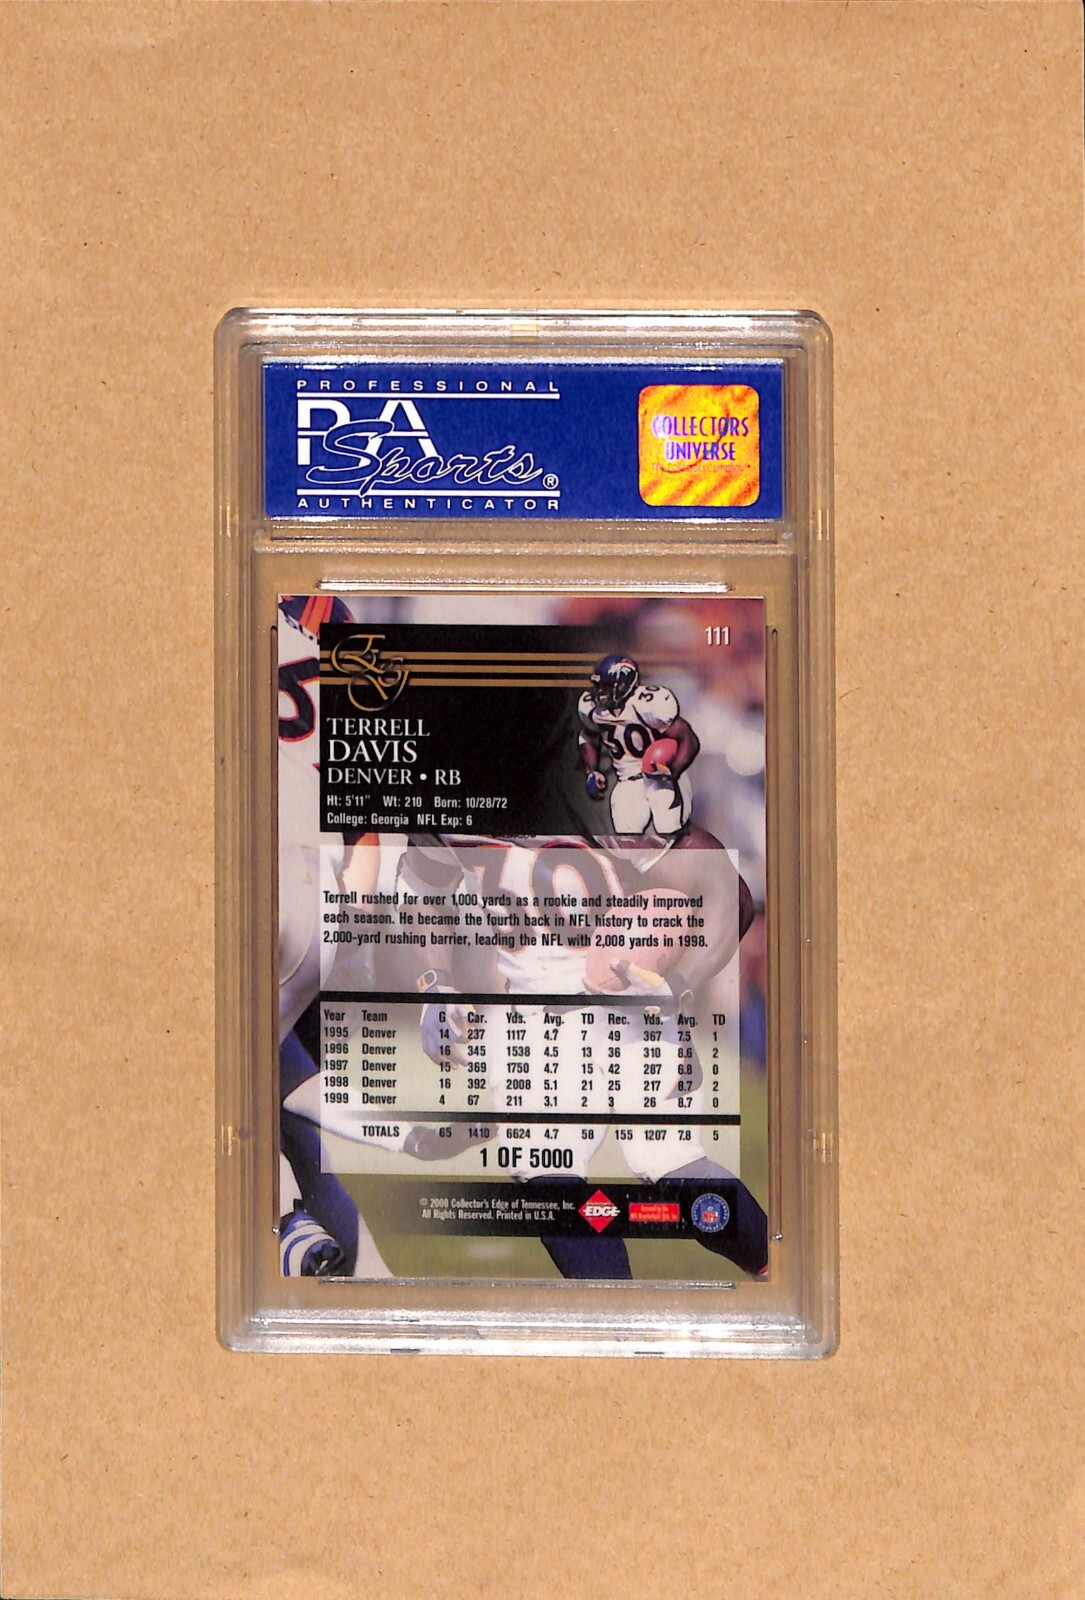 PROFESSIONAL
PSA
Sports®
AUTHENTICATOR
COLLECTORS
UNIVERSE
111
TERRELL
DAVIS
DENVER • RB
Ht: 5'11" Wt: 210 Born: 10/28/72
College: Georgia NFL Exp: 6
30
30
Terrell rushed for over 1,000 yards as a rookie and steadily improved
each season. He became the fourth back in NFL history to crack the
2,000-yard rushing barrier, leading the NFL with 2,008 yards in 1998.
Year Team G Car. Yds. Avg. TD Rec. Yds. Avg. TD
1995 Denver 14 237 1117 4.7 7 49 367 7.5 1
1996 Denver 16 345 1538 4.5 13 36 310 8.6 2
1997 Denver 15 369 1750 4.7 15 42 287 6.8 0
1998 Denver 16 392 2008 5.1 21 25 217 8.7 2
1999 Denver 4 67 211 3.1 2 3 26 8.7 0
TOTALS 65 1410 6624 4.7 58 155 1207 7.8 5
1 OF 5000
© 2000 Collector's Edge of Tennessee, Inc.
All Rights Reserved. Printed in U.S.A.
EDGE
NFL